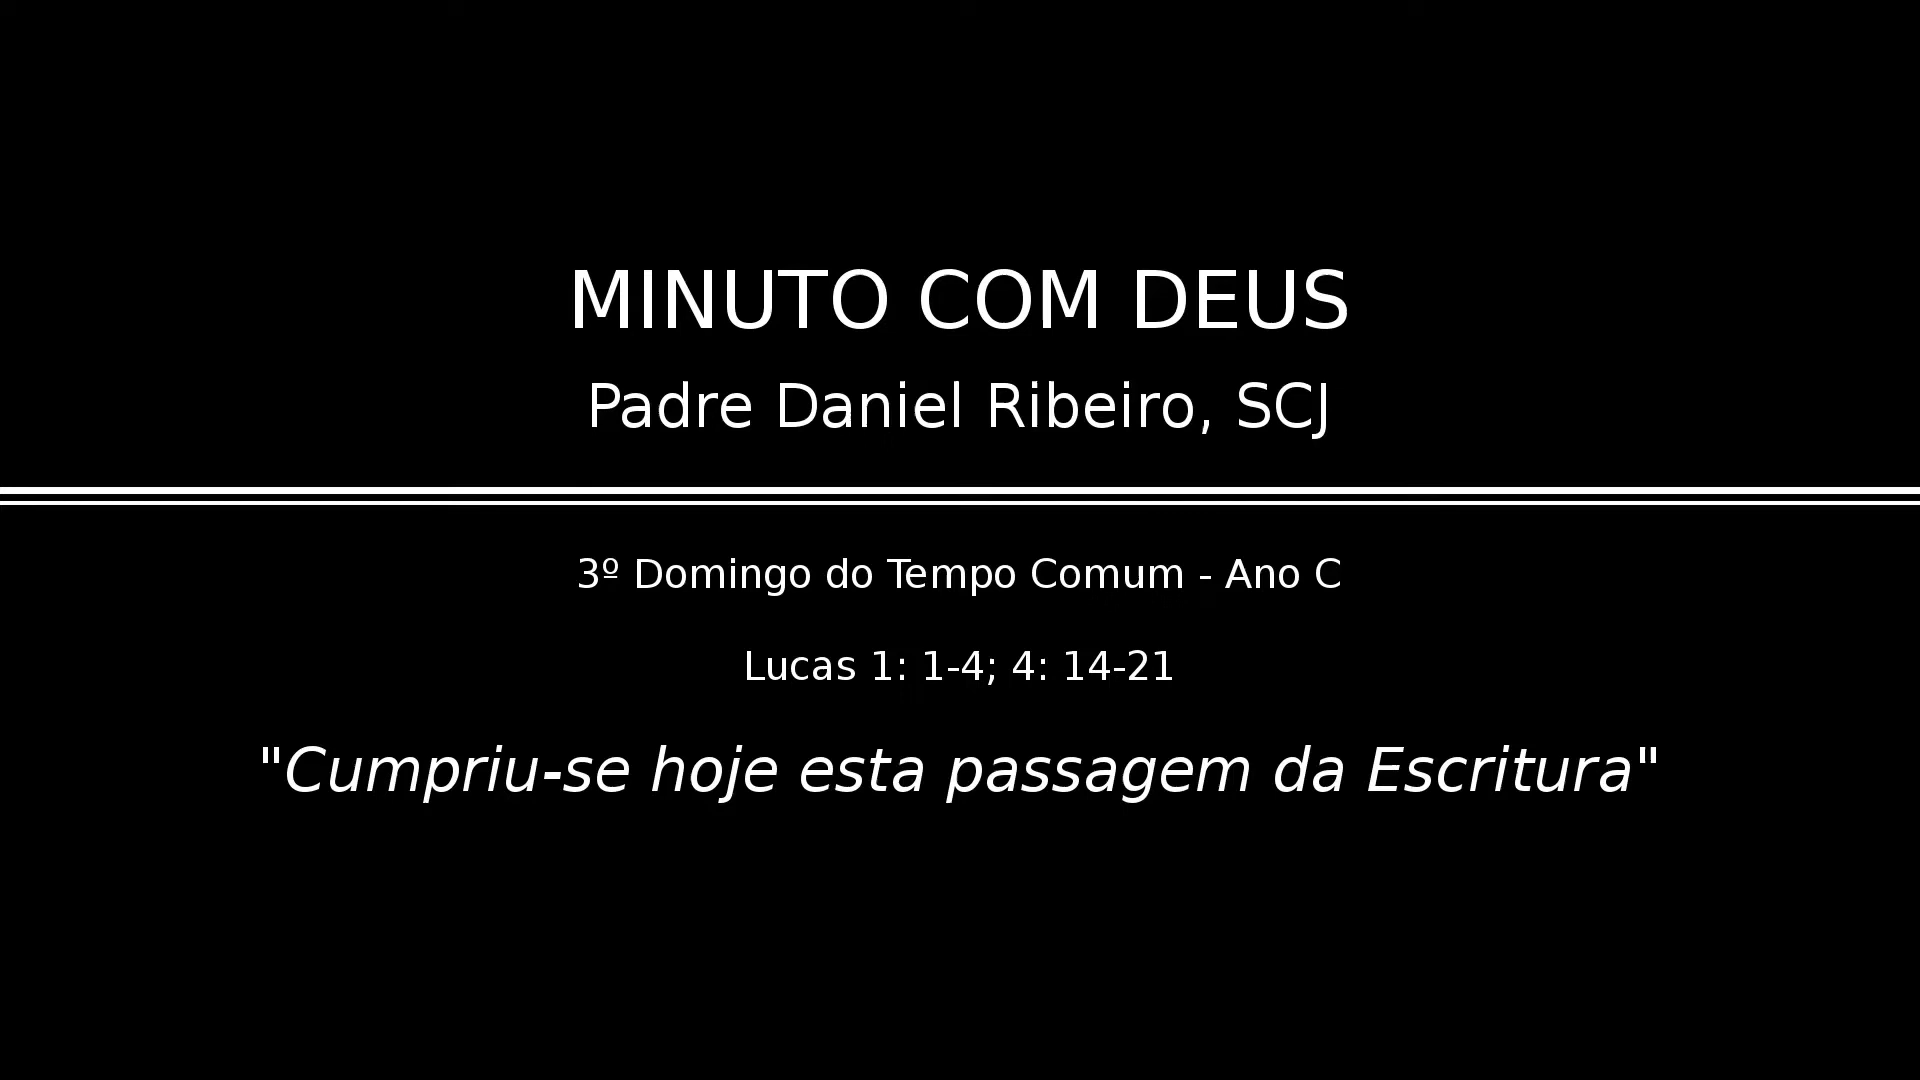 MINUTO COM DEUS
Padre Daniel Ribeiro, SCJ
3º Domingo do Tempo Comum - Ano C
Lucas 1: 1-4; 4: 14-21
"Cumpriu-se hoje esta passagem da Escritura"